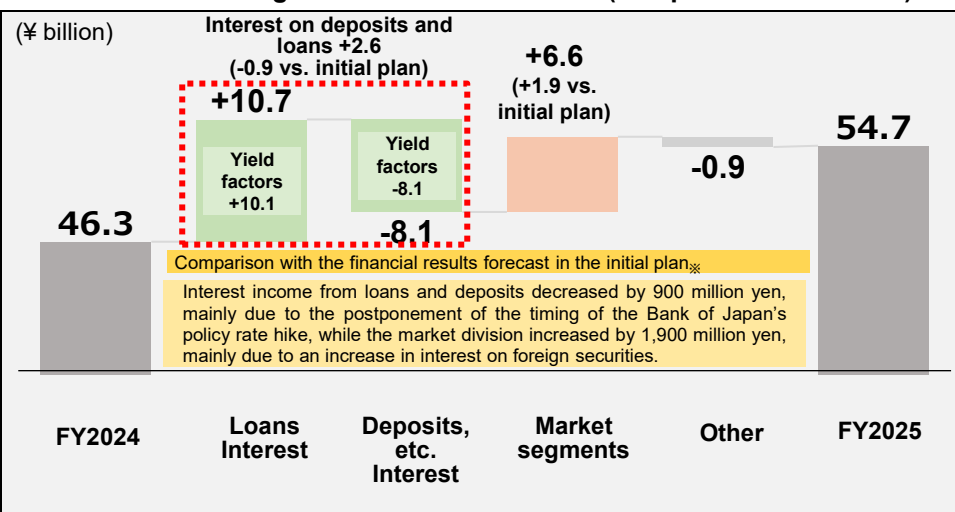 (¥ billion)
Interest on deposits and
loans +2.6
(-0.9 vs. initial plan)
+10.7
Yield
factors
+10.1
Yield
factors
-8.1
-8.1
+6.6
(+1.9 vs.
initial plan)
-0.9
54.7
46.3
Comparison with the financial results forecast in the initial plan※
Interest income from loans and deposits decreased by 900 million yen,
mainly due to the postponement of the timing of the Bank of Japan's
policy rate hike, while the market division increased by 1,900 million yen,
mainly due to an increase in interest on foreign securities.
FY2024
Loans
Interest
Deposits,
etc.
Interest
Market
segments
Other
FY2025